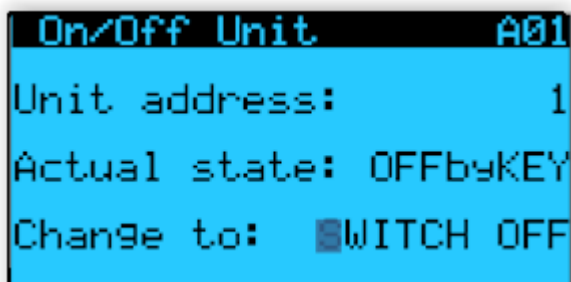 On/Off Unit A01
Unit address: 1
Actual state: OFFbyKEY
Change to: SWITCH OFF